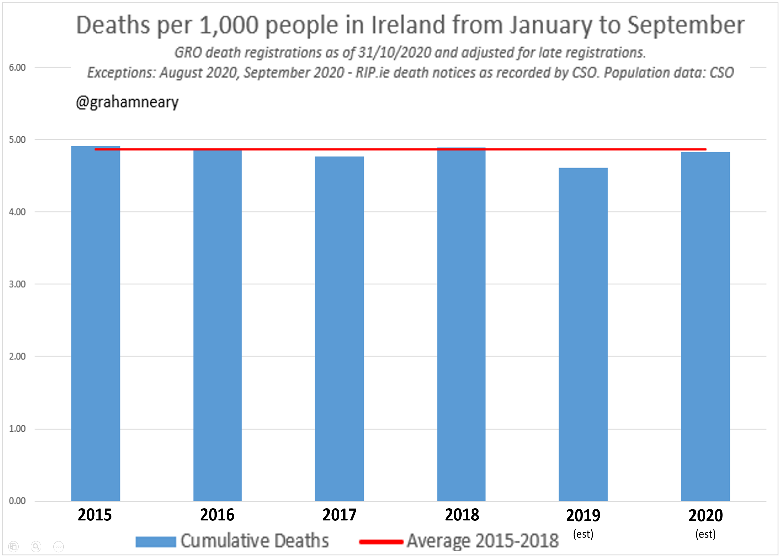 Deaths per 1,000 people in Ireland from January to September
GRO death registrations as of 31/10/2020 and adjusted for late registrations.
Exceptions: August 2020, September 2020 - RIP.ie death notices as recorded by CSO. Population data: CSO
@grahamneary
6.00
5.00
4.00
3.00
2.00
1.00
0.00
2015 2016 2017 2018 2019 2020
(est) (est)
Cumulative Deaths Average 2015-2018